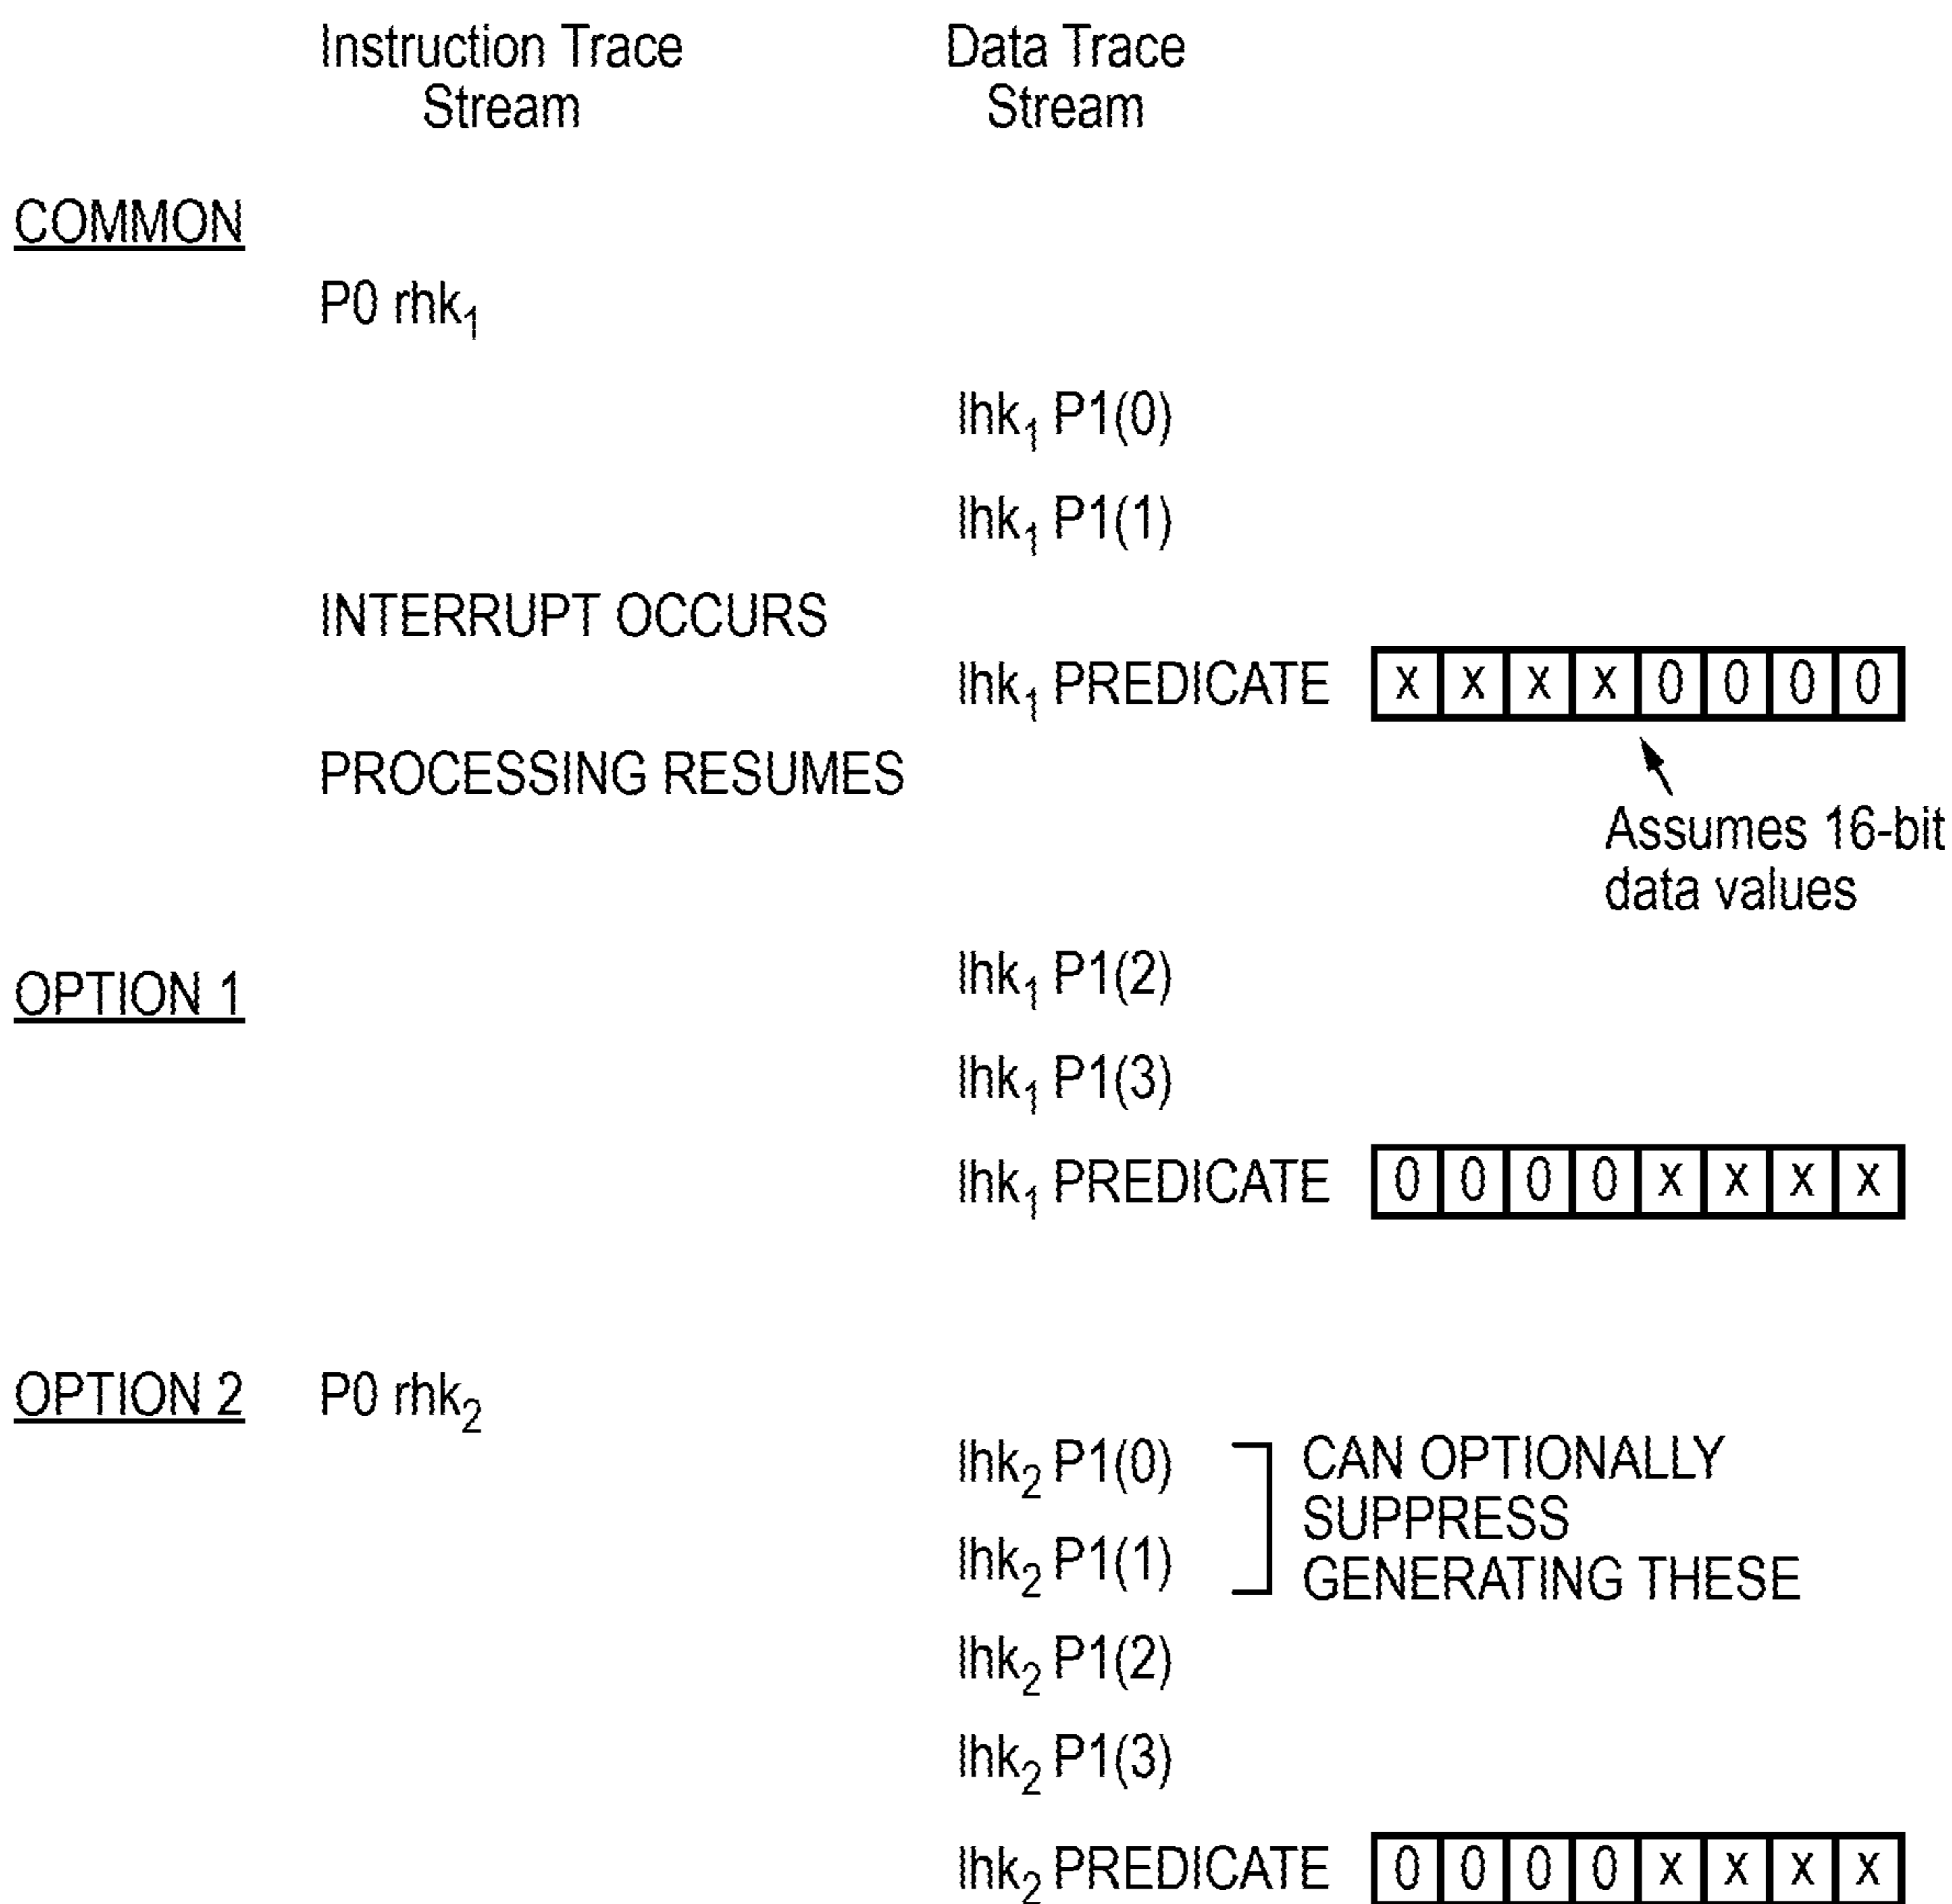 Instruction Trace Stream
Data Trace Stream
COMMON
P0 rhk₁
lhk₁ P1(0)
lhk₁ P1(1)
INTERRUPT OCCURS
lhk₁ PREDICATE x x x x 0 0 0 0
PROCESSING RESUMES
Assumes 16-bit
data values
OPTION 1
lhk₁ P1(2)
lhk₁ P1(3)
lhk₁ PREDICATE 0 0 0 0 x x x x
OPTION 2 P0 rhk₂
lhk₂ P1(0)
lhk₂ P1(1)
CAN OPTIONALLY
SUPPRESS
GENERATING THESE
lhk₂ P1(2)
lhk₂ P1(3)
lhk₂ PREDICATE 0 0 0 0 x x x x